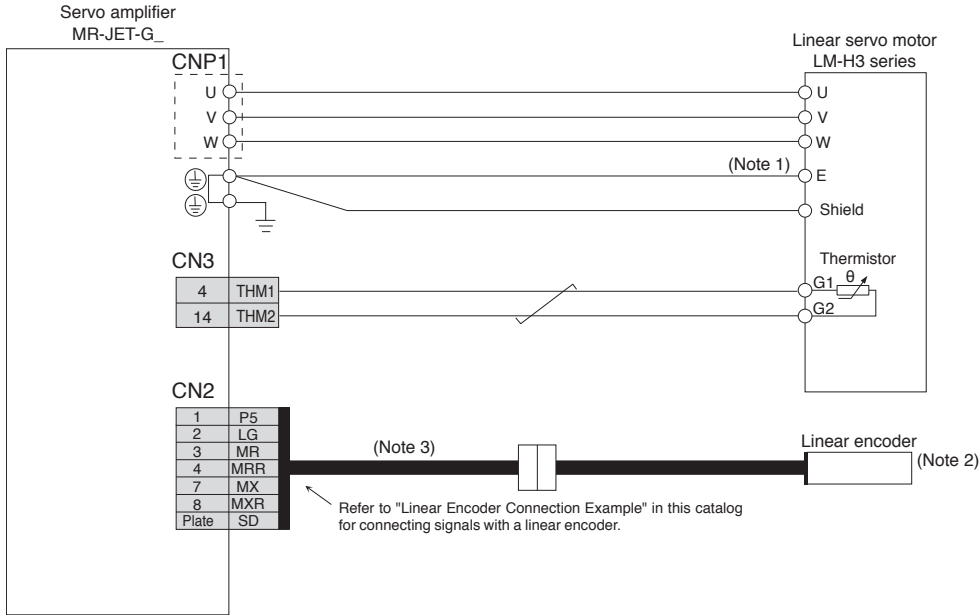 Servo amplifier
MR-JET-G_
Linear servo motor
LM-H3 series
CNP1
U
U
V
V
W
W
(Note 1)
E
Shield
CN3
Thermistor
4 THM1
G1 θ
14 THM2
G2
CN2
1 P5
2 LG
3 MR
4 MRR
7 MX
8 MXR
Plate SD
(Note 3)
Linear encoder
(Note 2)
Refer to "Linear Encoder Connection Example" in this catalog
for connecting signals with a linear encoder.